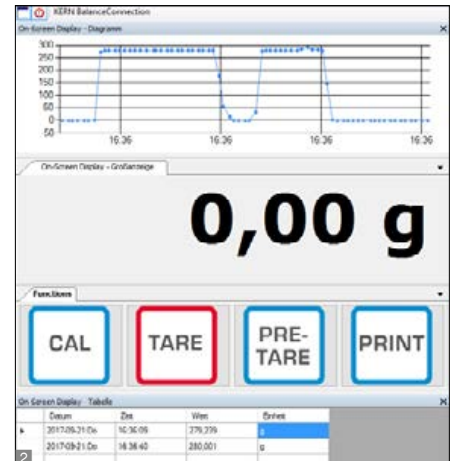 KERN BalanceConnection
On-Screen Display - Diagramm
300
250
200
150
100
50
0
50
16:36 16:36 16:36 16:36
On-Screen Display - Großanzeige
0,00 g
Functions
CAL TARE PRE-TARE PRINT
On Screen Display Tabelle
Datum Zeit Wert Einheit
2017-09-21 Do 16:36:09 279,239 g
2017-09-21 Do 16:36:40 280,001 g
2